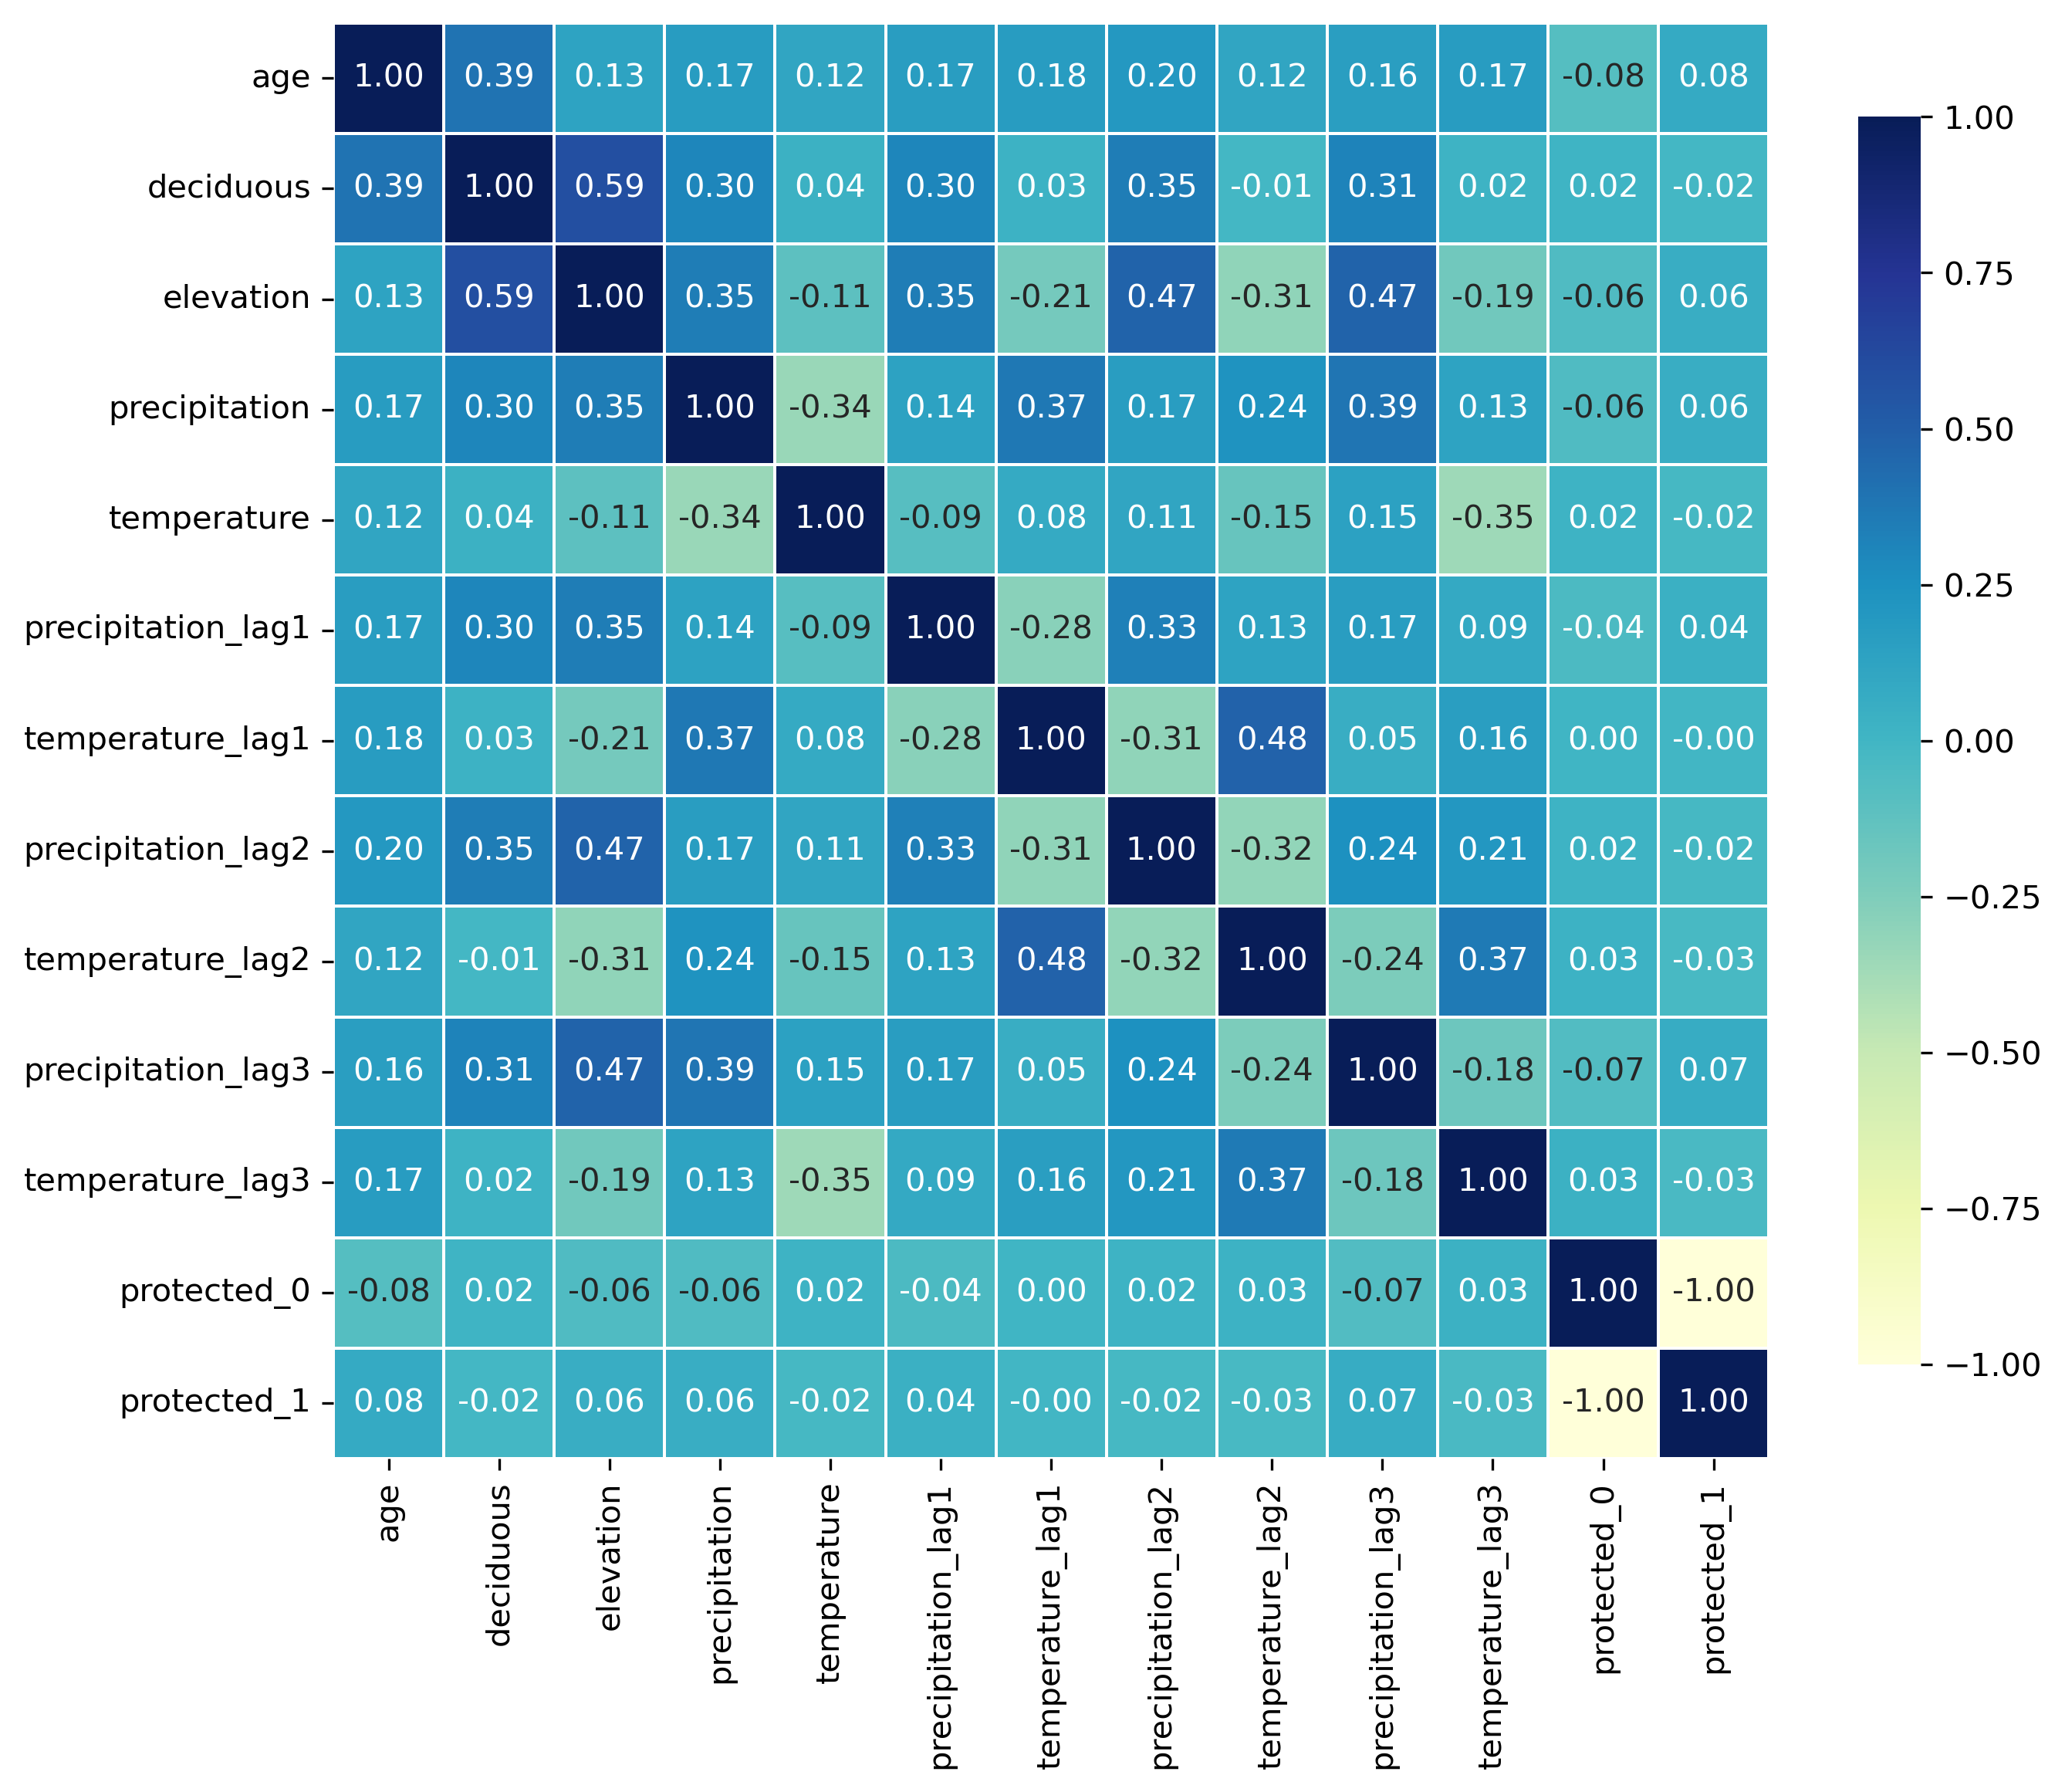 age 1.00 0.39 0.13 0.17 0.12 0.17 0.18 0.20 0.12 0.16 0.17 -0.08 0.08
deciduous 0.39 1.00 0.59 0.30 0.04 0.30 0.03 0.35 -0.01 0.31 0.02 0.02 -0.02
elevation 0.13 0.59 1.00 0.35 -0.11 0.35 -0.21 0.47 -0.31 0.47 -0.19 -0.06 0.06
precipitation 0.17 0.30 0.35 1.00 -0.34 0.14 0.37 0.17 0.24 0.39 0.13 -0.06 0.06
temperature 0.12 0.04 -0.11 -0.34 1.00 -0.09 0.08 0.11 -0.15 0.15 -0.35 0.02 -0.02
precipitation_lag1 0.17 0.30 0.35 0.14 -0.09 1.00 -0.28 0.33 0.13 0.17 0.09 -0.04 0.04
temperature_lag1 0.18 0.03 -0.21 0.37 0.08 -0.28 1.00 -0.31 0.48 0.05 0.16 0.00 -0.00
precipitation_lag2 0.20 0.35 0.47 0.17 0.11 0.33 -0.31 1.00 -0.32 0.24 0.21 0.02 -0.02
temperature_lag2 0.12 -0.01 -0.31 0.24 -0.15 0.13 0.48 -0.32 1.00 -0.24 0.37 0.03 -0.03
precipitation_lag3 0.16 0.31 0.47 0.39 0.15 0.17 0.05 0.24 -0.24 1.00 -0.18 -0.07 0.07
temperature_lag3 0.17 0.02 -0.19 0.13 -0.35 0.09 0.16 0.21 0.37 -0.18 1.00 0.03 -0.03
protected_0 -0.08 0.02 -0.06 -0.06 0.02 -0.04 0.00 0.02 0.03 -0.07 0.03 1.00 -1.00
protected_1 0.08 -0.02 0.06 0.06 -0.02 0.04 -0.00 -0.02 -0.03 0.07 -0.03 -1.00 1.00
age
deciduous
elevation
precipitation
temperature
precipitation_lag1
temperature_lag1
precipitation_lag2
temperature_lag2
precipitation_lag3
temperature_lag3
protected_0
protected_1
1.00
0.75
0.50
0.25
0.00
−0.25
−0.50
−0.75
−1.00